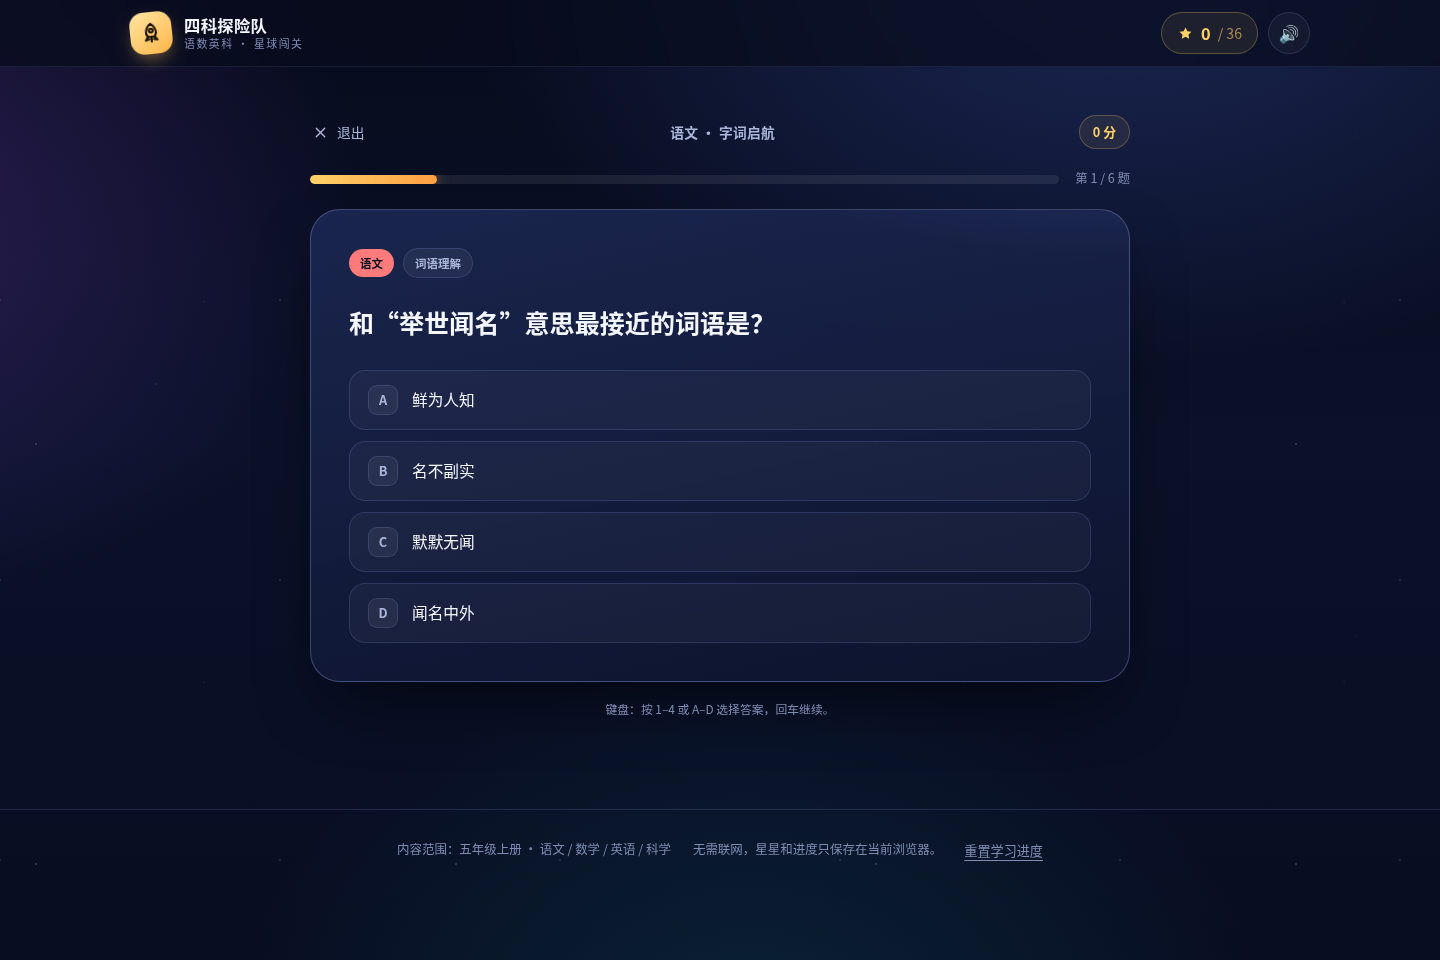 四科探险队
语数英科 · 星球闯关
0 / 36
退出
语文 · 字词启航
0 分
第 1 / 6 题
语文
词语理解
和“举世闻名”意思最接近的词语是？
A 鲜为人知
B 名不副实
C 默默无闻
D 闻名中外
键盘：按 1–4 或 A–D 选择答案，回车继续。
内容范围：五年级上册 · 语文 / 数学 / 英语 / 科学 无需联网，星星和进度只保存在当前浏览器。 重置学习进度